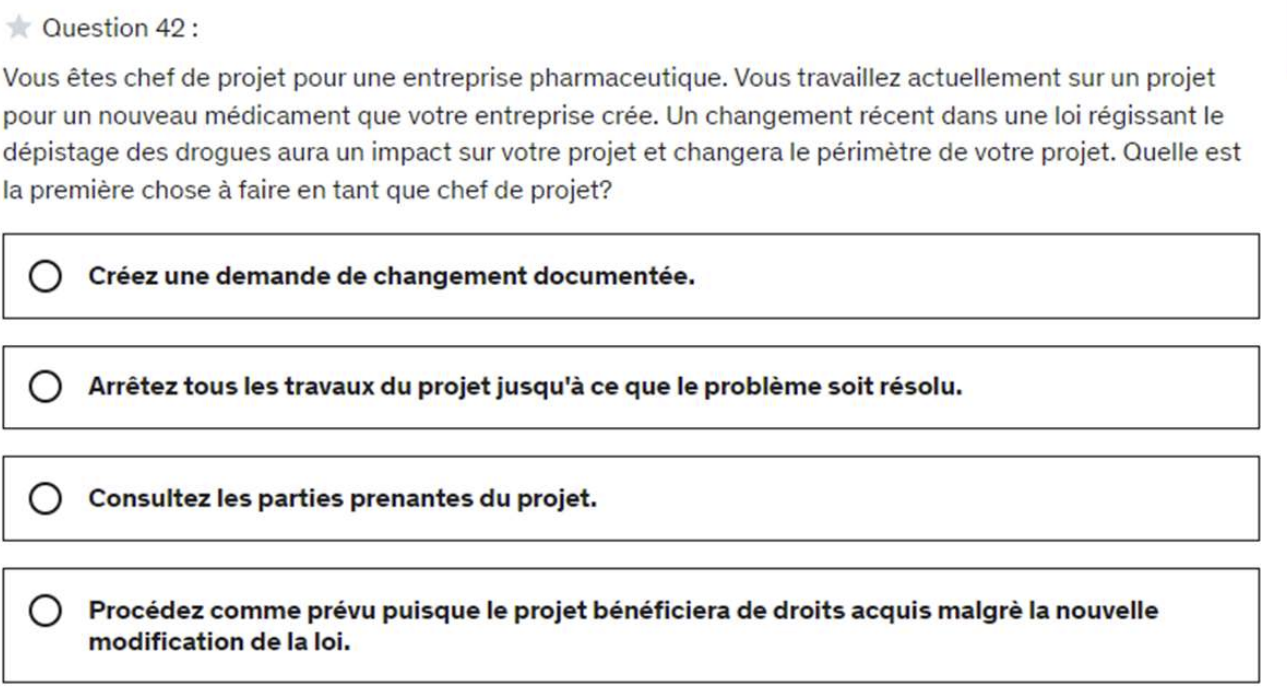 Question 42 :
Vous êtes chef de projet pour une entreprise pharmaceutique. Vous travaillez actuellement sur un projet
pour un nouveau médicament que votre entreprise crée. Un changement récent dans une loi régissant le
dépistage des drogues aura un impact sur votre projet et changera le périmètre de votre projet. Quelle est
la première chose à faire en tant que chef de projet?
Créez une demande de changement documentée.
Arrêtez tous les travaux du projet jusqu'à ce que le problème soit résolu.
Consultez les parties prenantes du projet.
Procédez comme prévu puisque le projet bénéficiera de droits acquis malgrè la nouvelle
modification de la loi.